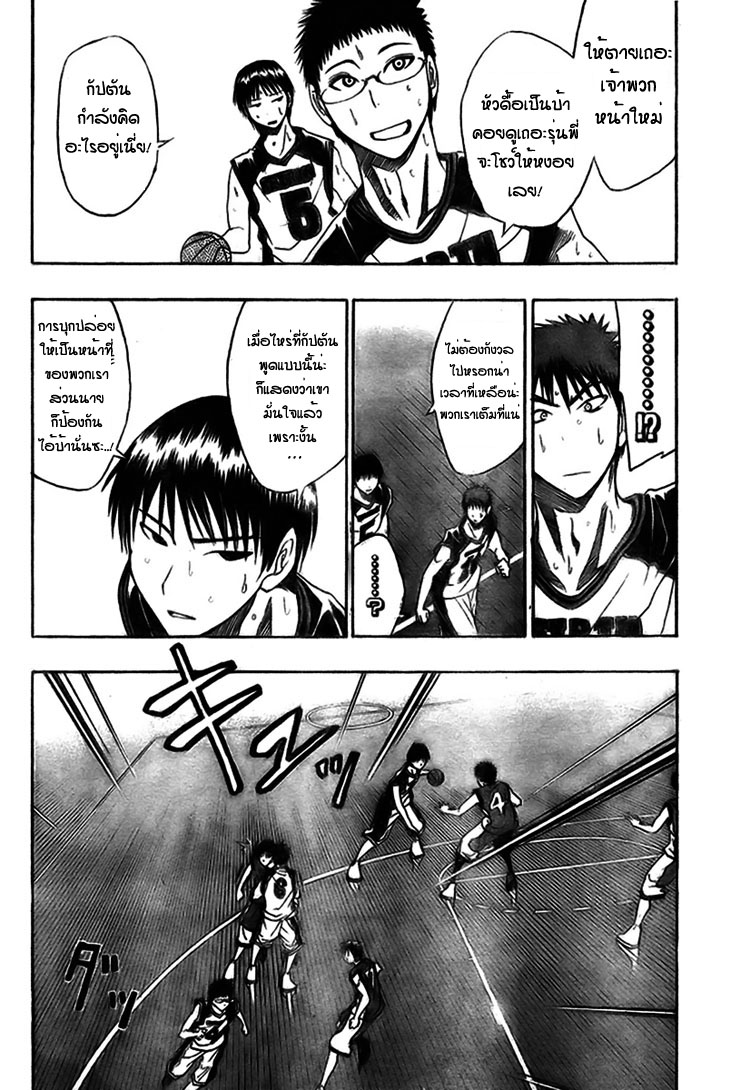 ให้ตายเถอะ
เจ้าพวก
หน้าใหม่
หัวดื้อเป็นบ้า
คอยดูเถอะรุ่นพี่
จะโชว์ให้หงอย
เลย!
กัปตัน
กำลังคิด
อะไรอยู่เนี่ย!
5
.........!?
ไม่ต้องกังวล
ไปหรอกน่า
เวลาที่เหลือน่ะ
พวกเราเต็มที่แน่
......?
เมื่อไหร่ที่กัปตัน
พูดแบบนี้น่ะ
ก็แสดงว่าเขา
มั่นใจแล้ว
เพราะงั้น
...
การบุกปล่อย
ให้เป็นหน้าที่
ของพวกเรา
ส่วนนาย
ก็ป้องกัน
ไอ้บ้านั่นซะ..!
キュッ
4
6
ダッ